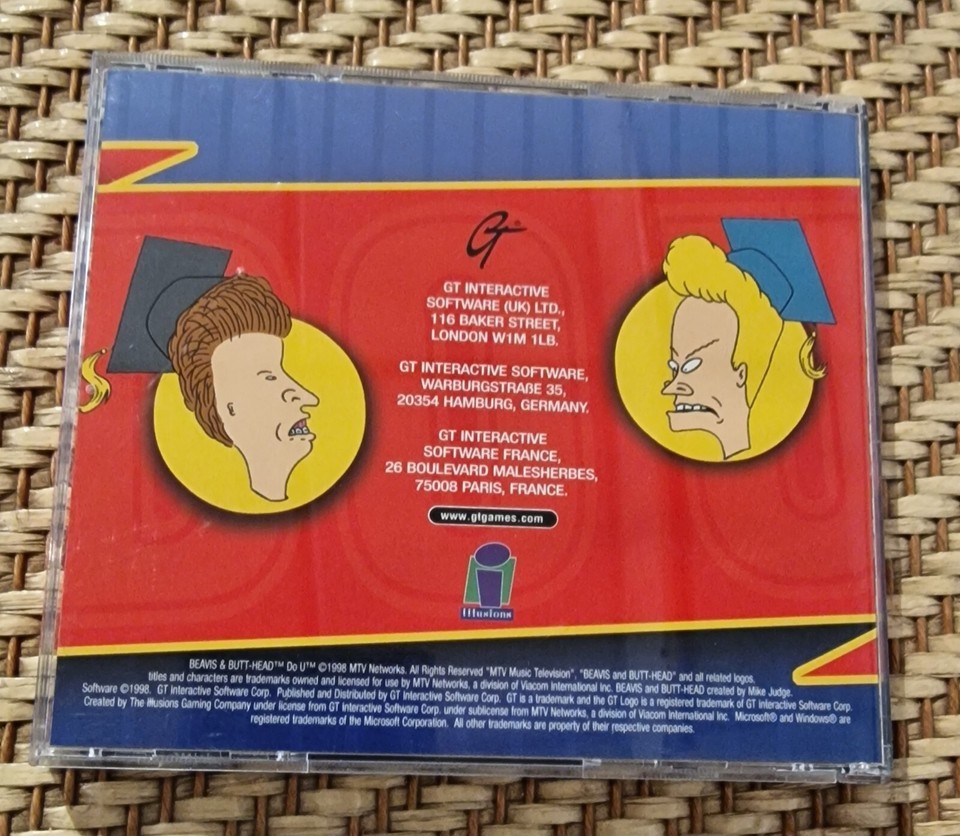 GT®
GT INTERACTIVE
SOFTWARE (UK) LTD.,
116 BAKER STREET,
LONDON W1M 1LB.
GT INTERACTIVE SOFTWARE,
WARBURGSTRAßE 35,
20354 HAMBURG, GERMANY.
GT INTERACTIVE
SOFTWARE FRANCE,
26 BOULEVARD MALESHERBES,
75008 PARIS, FRANCE.
www.gtgames.com
Illusions
BEAVIS & BUTT-HEAD™ Do U™ ©1998 MTV Networks. All Rights Reserved "MTV Music Television", "BEAVIS and BUTT-HEAD" and all related logos,
titles and characters are trademarks owned and licensed for use by MTV Networks, a division of Viacom International Inc. BEAVIS and BUTT-HEAD created by Mike Judge.
Software ©1998. GT Interactive Software Corp. Published and Distributed by GT Interactive Software Corp. GT is a trademark and the GT Logo is a registered trademark of GT Interactive Software Corp.
Created by The Illusions Gaming Company under license from GT Interactive Software Corp. under sublicense from MTV Networks, a division of Viacom International Inc. Microsoft® and Windows® are
registered trademarks of the Microsoft Corporation. All other trademarks are property of their respective companies.